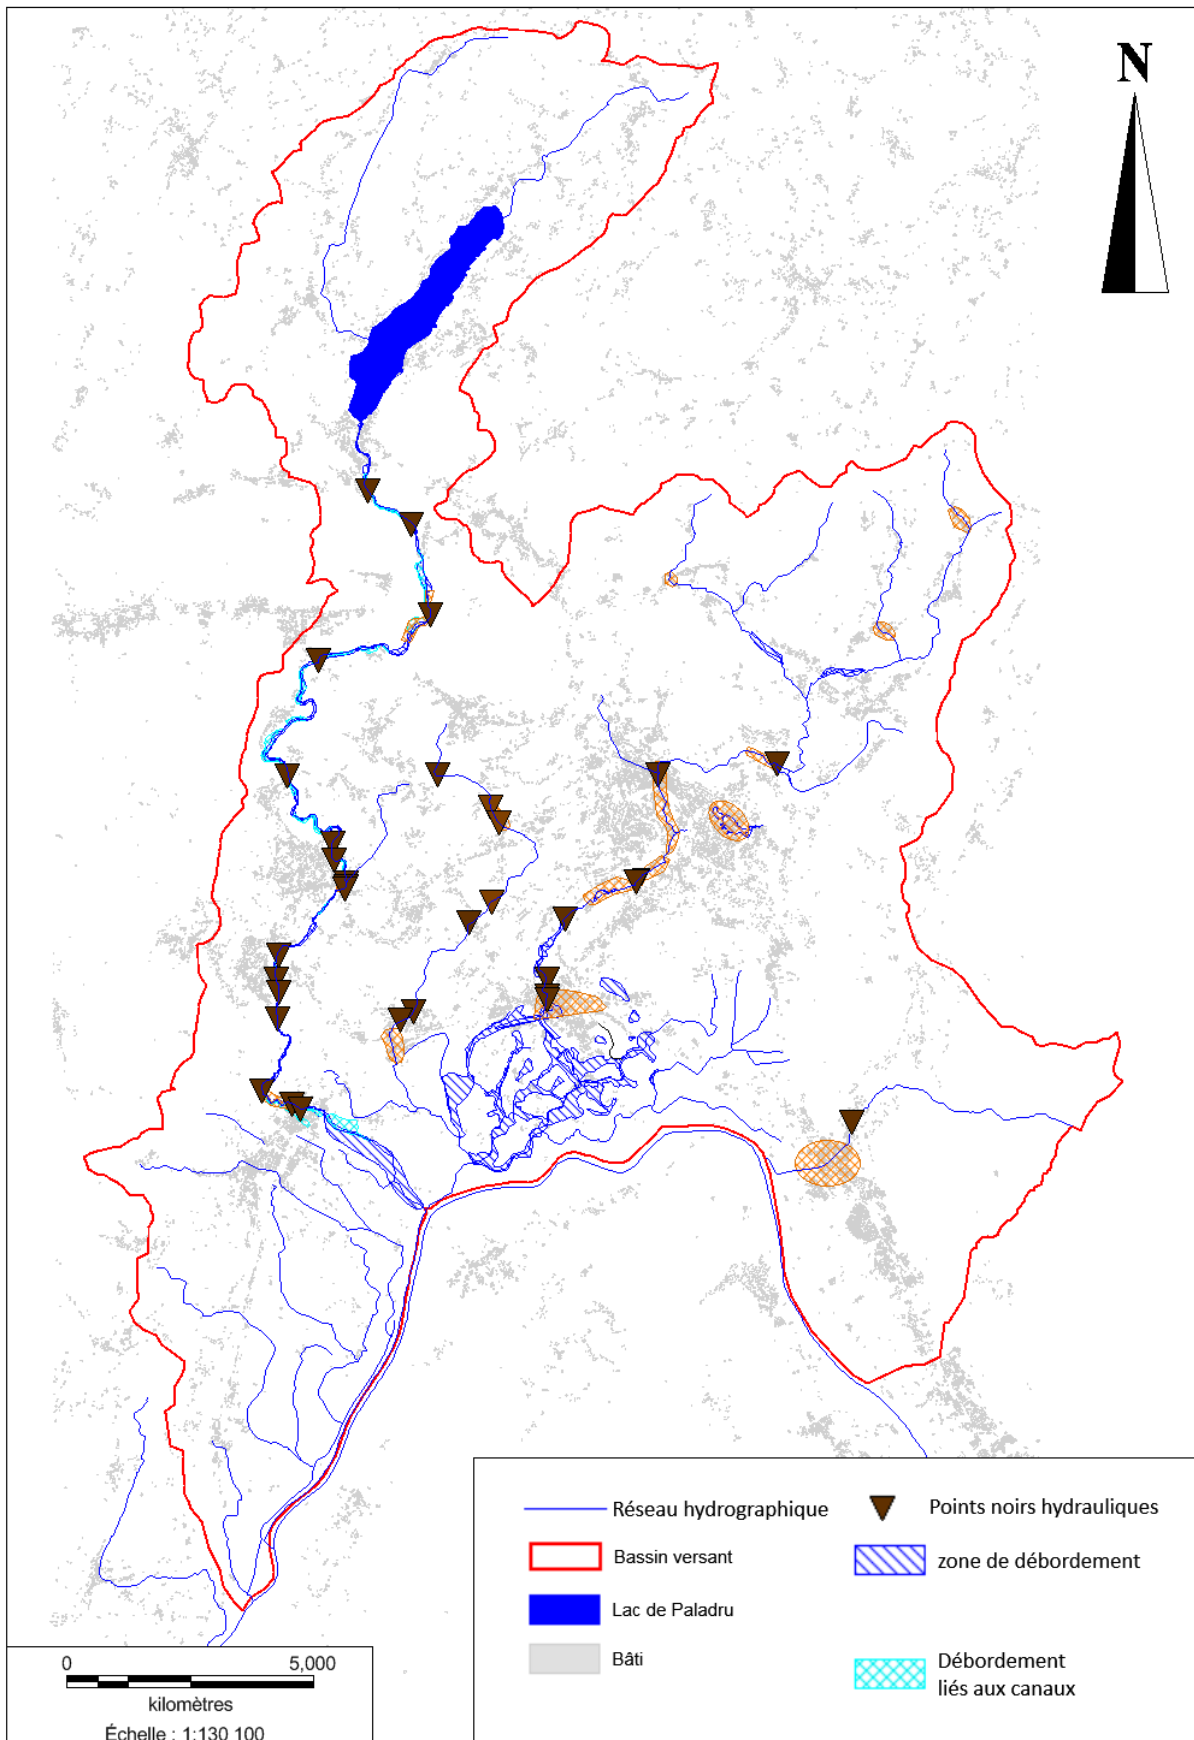 N
Réseau hydrographique
Points noirs hydrauliques
Bassin versant
zone de débordement
Lac de Paladru
Bâti
Débordement
liés aux canaux
0 5,000
kilomètres
Échelle : 1:130 100